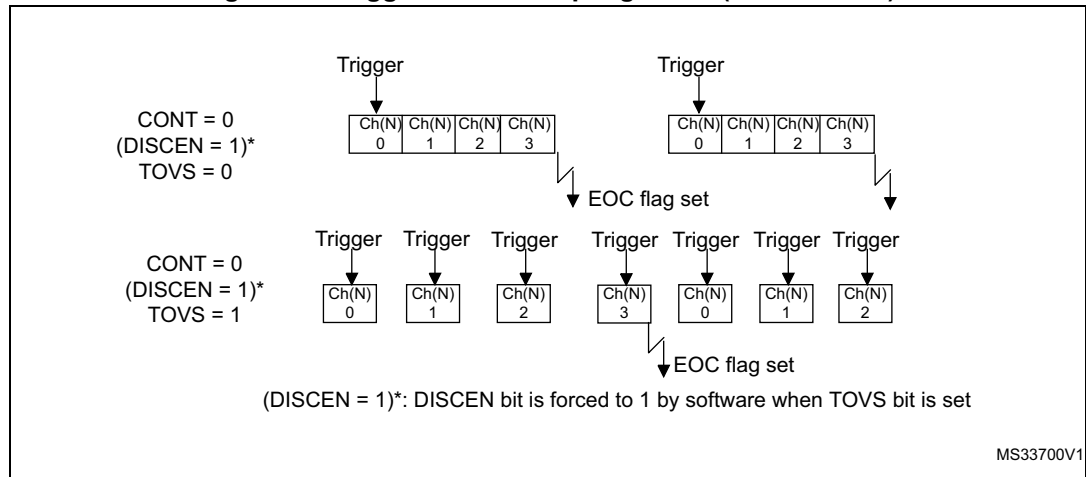 Trigger Trigger
CONT = 0
(DISCEN = 1)*
TOVS = 0
Ch(N) Ch(N) Ch(N) Ch(N)
0 1 2 3
Ch(N) Ch(N) Ch(N) Ch(N)
0 1 2 3
EOC flag set
Trigger Trigger Trigger Trigger Trigger Trigger Trigger
CONT = 0
(DISCEN = 1)*
TOVS = 1
Ch(N) Ch(N) Ch(N) Ch(N) Ch(N) Ch(N) Ch(N)
0 1 2 3 0 1 2
EOC flag set
(DISCEN = 1)*: DISCEN bit is forced to 1 by software when TOVS bit is set
MS33700V1